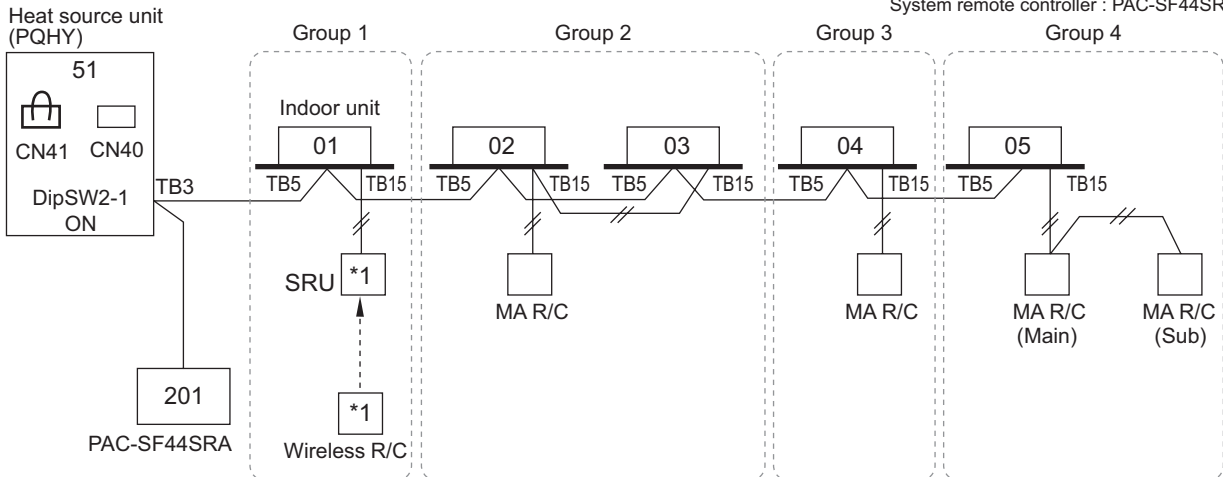 System remote controller : PAC-SF44SR
Heat source unit
(PQHY)
51
CN41 CN40
DipSW2-1
ON
TB3
201
PAC-SF44SRA
Group 1
Indoor unit
01
TB5 TB15
SRU *1
*1
Wireless R/C
Group 2
02 03
TB5 TB15 TB5 TB15
MA R/C
Group 3
04
TB5 TB15
MA R/C
Group 4
05
TB5 TB15
MA R/C
(Main)
MA R/C
(Sub)